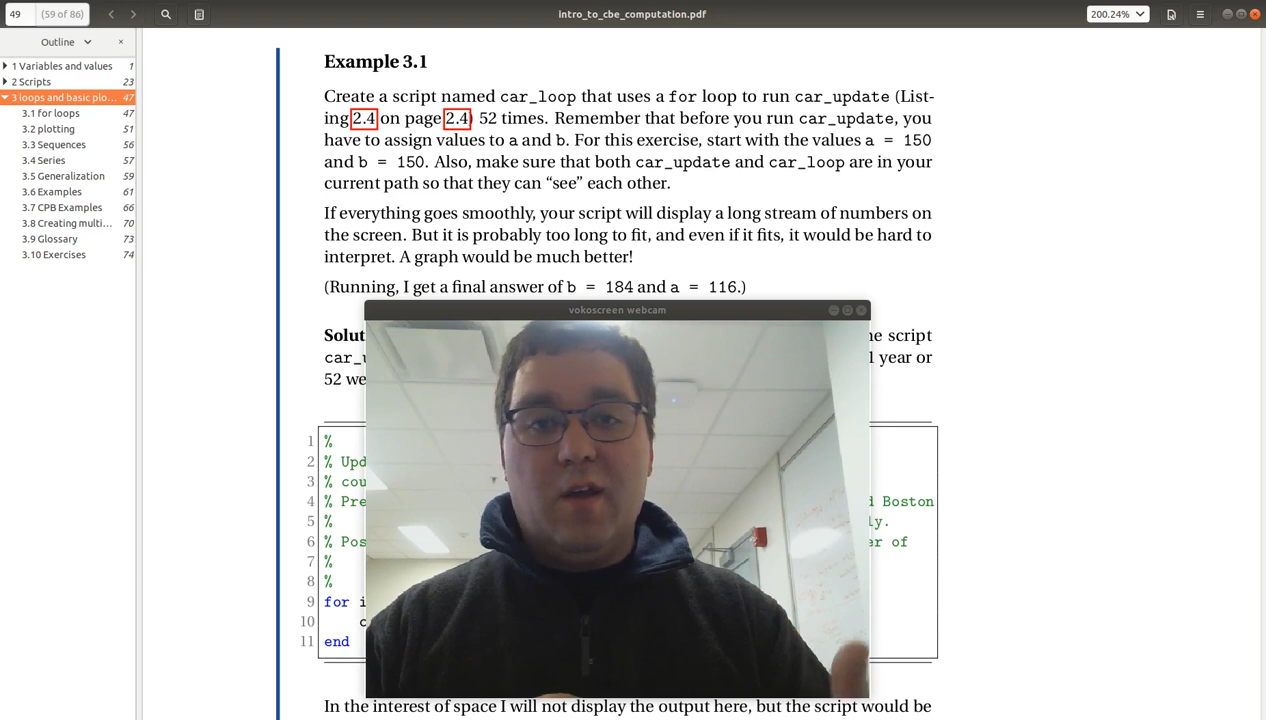 49 (59 of 86) intro_to_cbe_computation.pdf 200.24%
Outline
1 Variables and values 1
2 Scripts 23
3 loops and basic plo... 47
3.1 for loops 47
3.2 plotting 51
3.3 Sequences 56
3.4 Series 57
3.5 Generalization 59
3.6 Examples 61
3.7 CPB Examples 66
3.8 Creating multi... 70
3.9 Glossary 73
3.10 Exercises 74
Example 3.1
Create a script named car_loop that uses a for loop to run car_update (List-
ing 2.4 on page 2.4) 52 times. Remember that before you run car_update, you
have to assign values to a and b. For this exercise, start with the values a = 150
and b = 150. Also, make sure that both car_update and car_loop are in your
current path so that they can “see” each other.
If everything goes smoothly, your script will display a long stream of numbers on
the screen. But it is probably too long to fit, and even if it fits, it would be hard to
interpret. A graph would be much better!
(Running, I get a final answer of b = 184 and a = 116.)
vokoscreen webcam
Solut he script
car_u 1 year or
52 we
1 %
2 % Upd
3 % cou
4 % Pre d Boston
5 % ly.
6 % Pos er of
7 %
8 %
9 for i
10 c
11 end
In the interest of space I will not display the output here, but the script would be